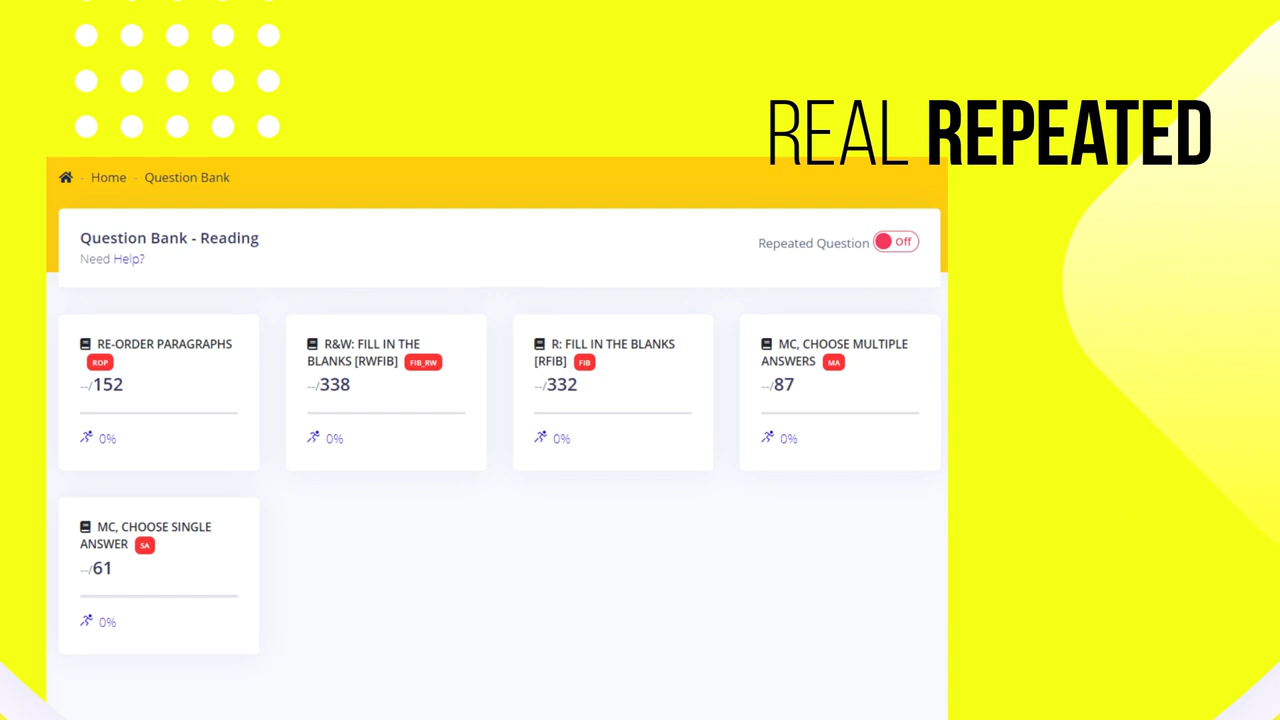 REAL REPEATED
Home - Question Bank
Question Bank - Reading
Need Help?
Repeated Question Off
RE-ORDER PARAGRAPHS
ROP
--/152
0%
R&W: FILL IN THE
BLANKS [RWFIB] FIB_RW
--/338
0%
R: FILL IN THE BLANKS
[RFIB] FIB
--/332
0%
MC, CHOOSE MULTIPLE
ANSWERS MA
--/87
0%
MC, CHOOSE SINGLE
ANSWER SA
--/61
0%